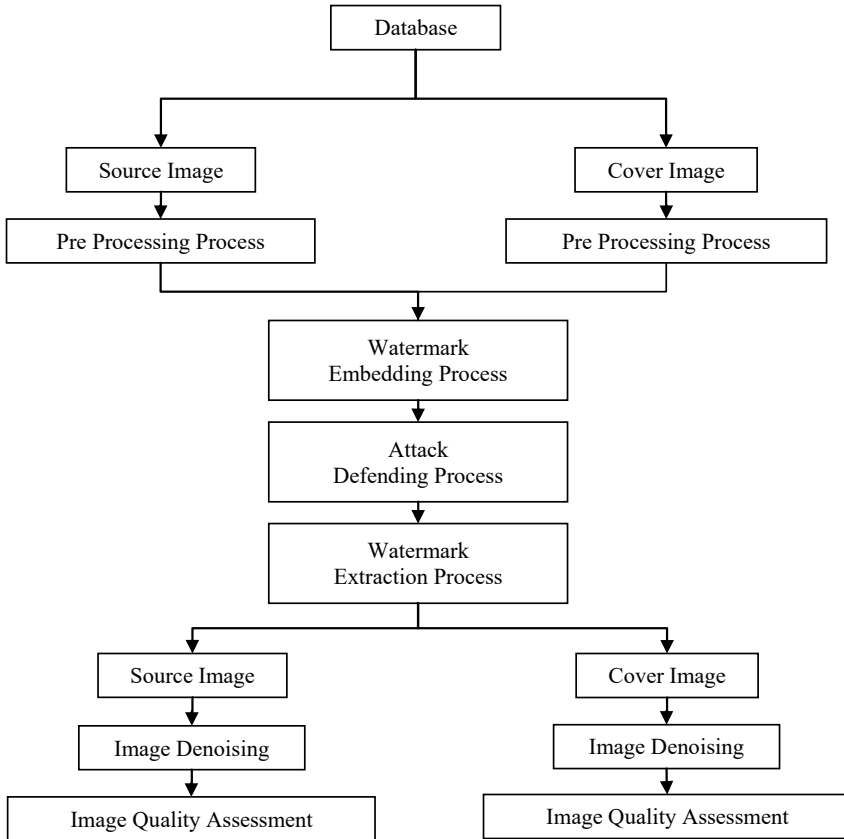 Database
Source Image
Cover Image
Pre Processing Process
Pre Processing Process
Watermark
Embedding Process
Attack
Defending Process
Watermark
Extraction Process
Source Image
Cover Image
Image Denoising
Image Denoising
Image Quality Assessment
Image Quality Assessment